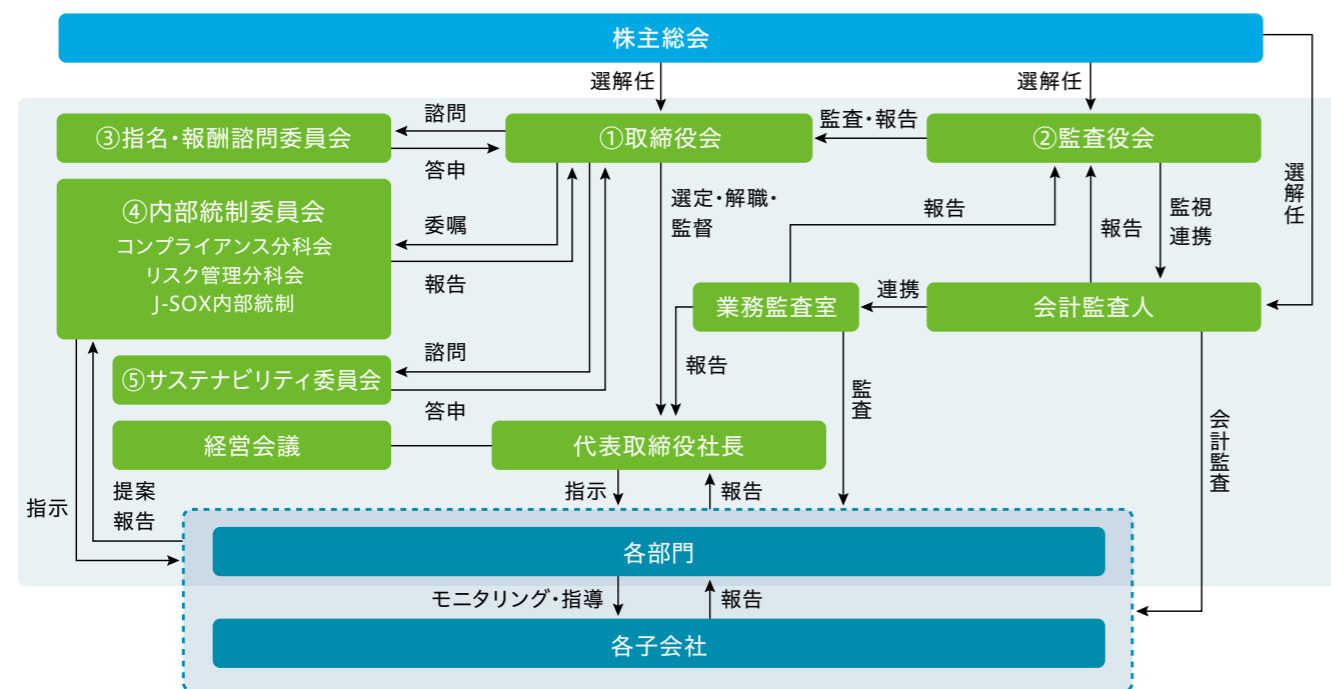 株主総会
選解任
選解任
選解任
③指名・報酬諮問委員会
諮問
答申
①取締役会
監査・報告
②監査役会
④内部統制委員会
コンプライアンス分科会
リスク管理分科会
J-SOX内部統制
委嘱
報告
選定・解職・
監督
報告
報告
監視
連携
業務監査室
連携
会計監査人
⑤サステナビリティ委員会
諮問
答申
報告
監査
会計監査
経営会議
代表取締役社長
指示
提案
報告
指示
報告
各部門
モニタリング・指導
報告
各子会社